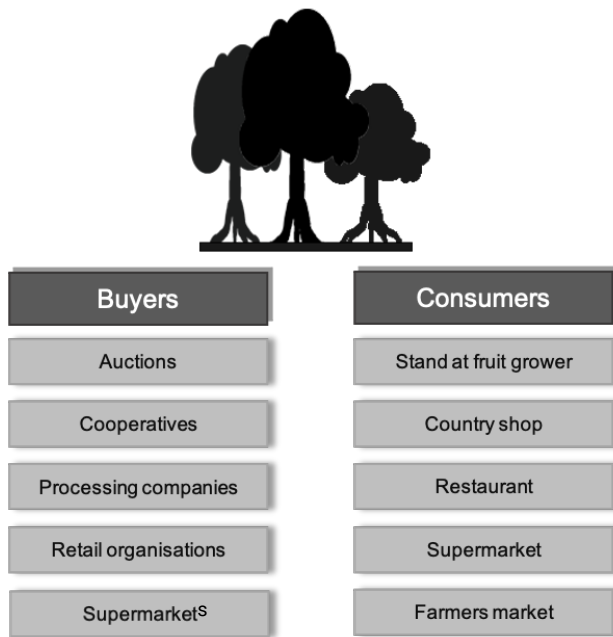 Buyers
Auctions
Cooperatives
Processing companies
Retail organisations
Supermarkets
Consumers
Stand at fruit grower
Country shop
Restaurant
Supermarket
Farmers market